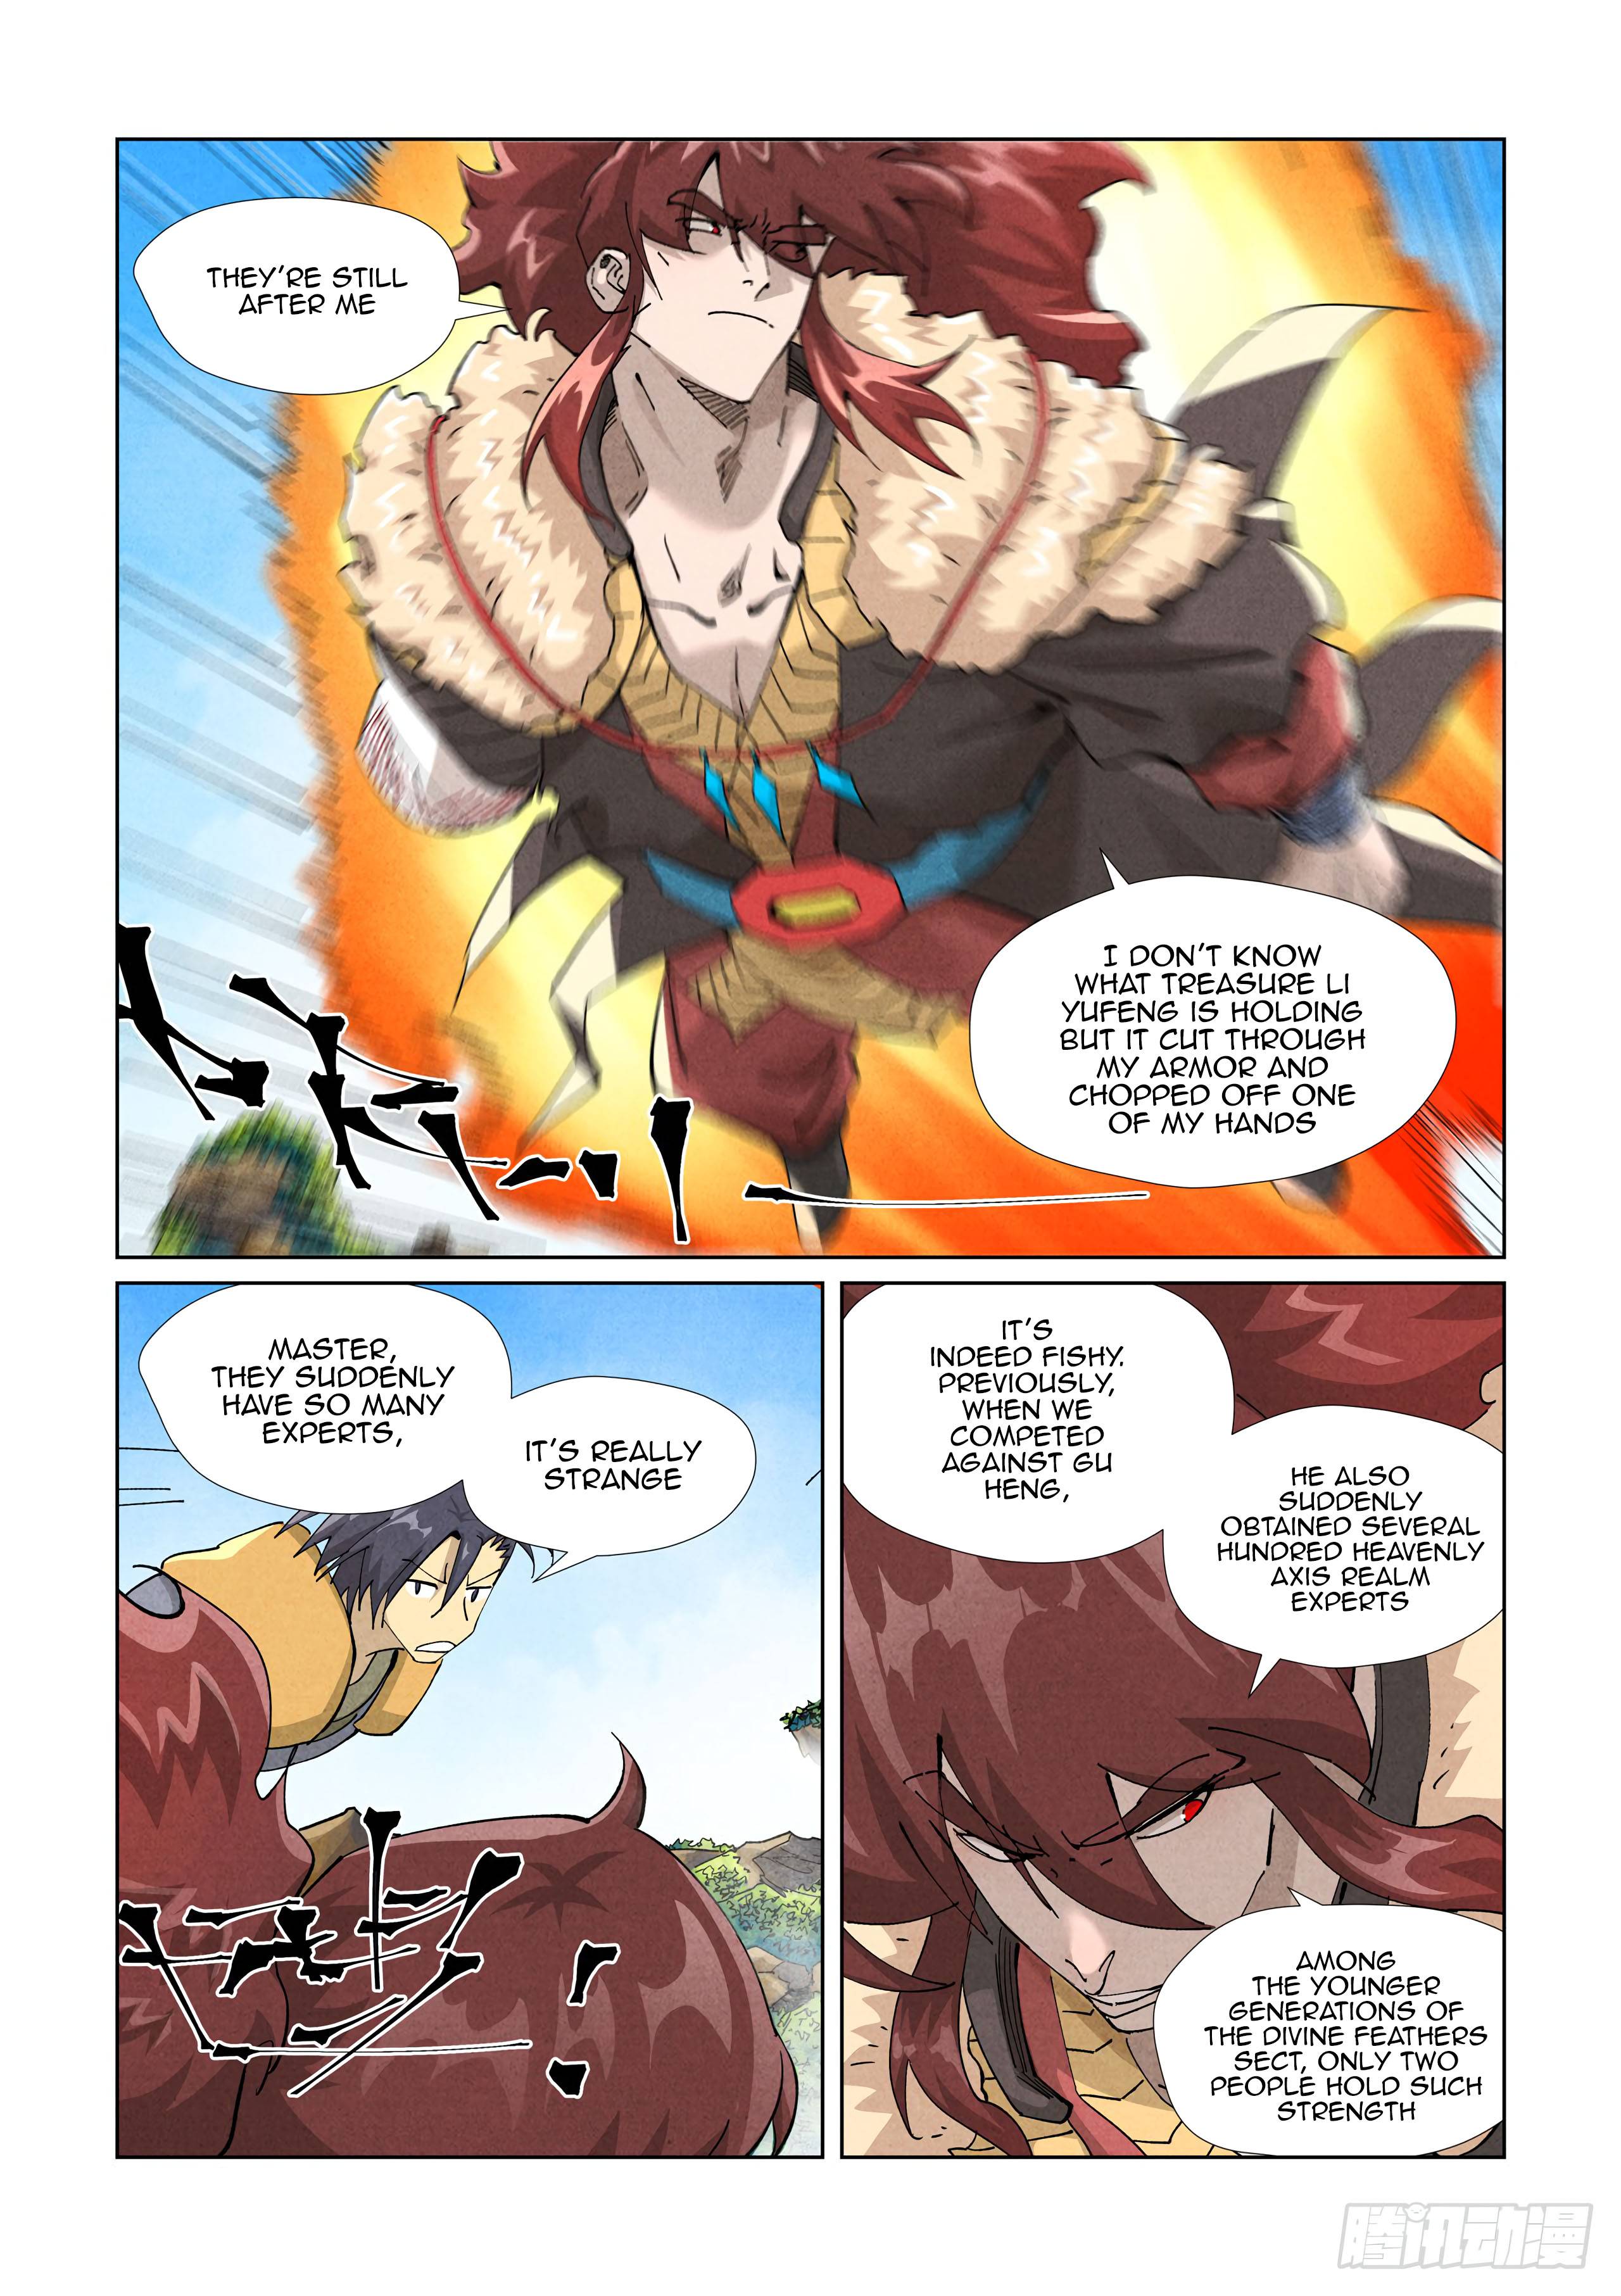 THEY'RE STILL
AFTER ME
I DON'T KNOW
WHAT TREASURE LI
YUFENG IS HOLDING
BUT IT CUT THROUGH
MY ARMOR AND
CHOPPED OFF ONE
OF MY HANDS
MASTER,
THEY SUDDENLY
HAVE SO MANY
EXPERTS,
IT'S REALLY
STRANGE
IT'S
INDEED FISHY.
PREVIOUSLY,
WHEN WE
COMPETED
AGAINST GU
HENG,
HE ALSO
SUDDENLY
OBTAINED SEVERAL
HUNDRED HEAVENLY
AXIS REALM
EXPERTS
AMONG
THE YOUNGER
GENERATIONS OF
THE DIVINE FEATHERS
SECT, ONLY TWO
PEOPLE HOLD SUCH
STRENGTH
腾讯动漫